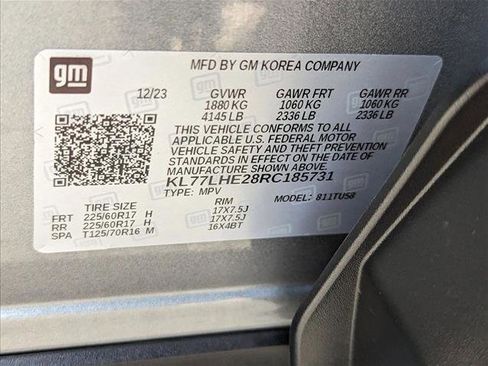 gm
MFD BY GM KOREA COMPANY
12/23 GVWR GAWR FRT GAWR RR
1880 KG 1060 KG 1060 KG
4145 LB 2336 LB 2336 LB
THIS VEHICLE CONFORMS TO ALL
APPLICABLE U.S. FEDERAL MOTOR
VEHICLE SAFETY AND THEFT PREVENTION
STANDARDS IN EFFECT ON THE DATE OF
MANUFACTURE SHOWN ABOVE.
KL77LHE28RC185731
TYPE: MPV MODEL: 811TU58
TIRE SIZE RIM
FRT 225/60R17 H 17X7.5J
RR 225/60R17 H 17X7.5J
SPA T125/70R16 M 16X4BT